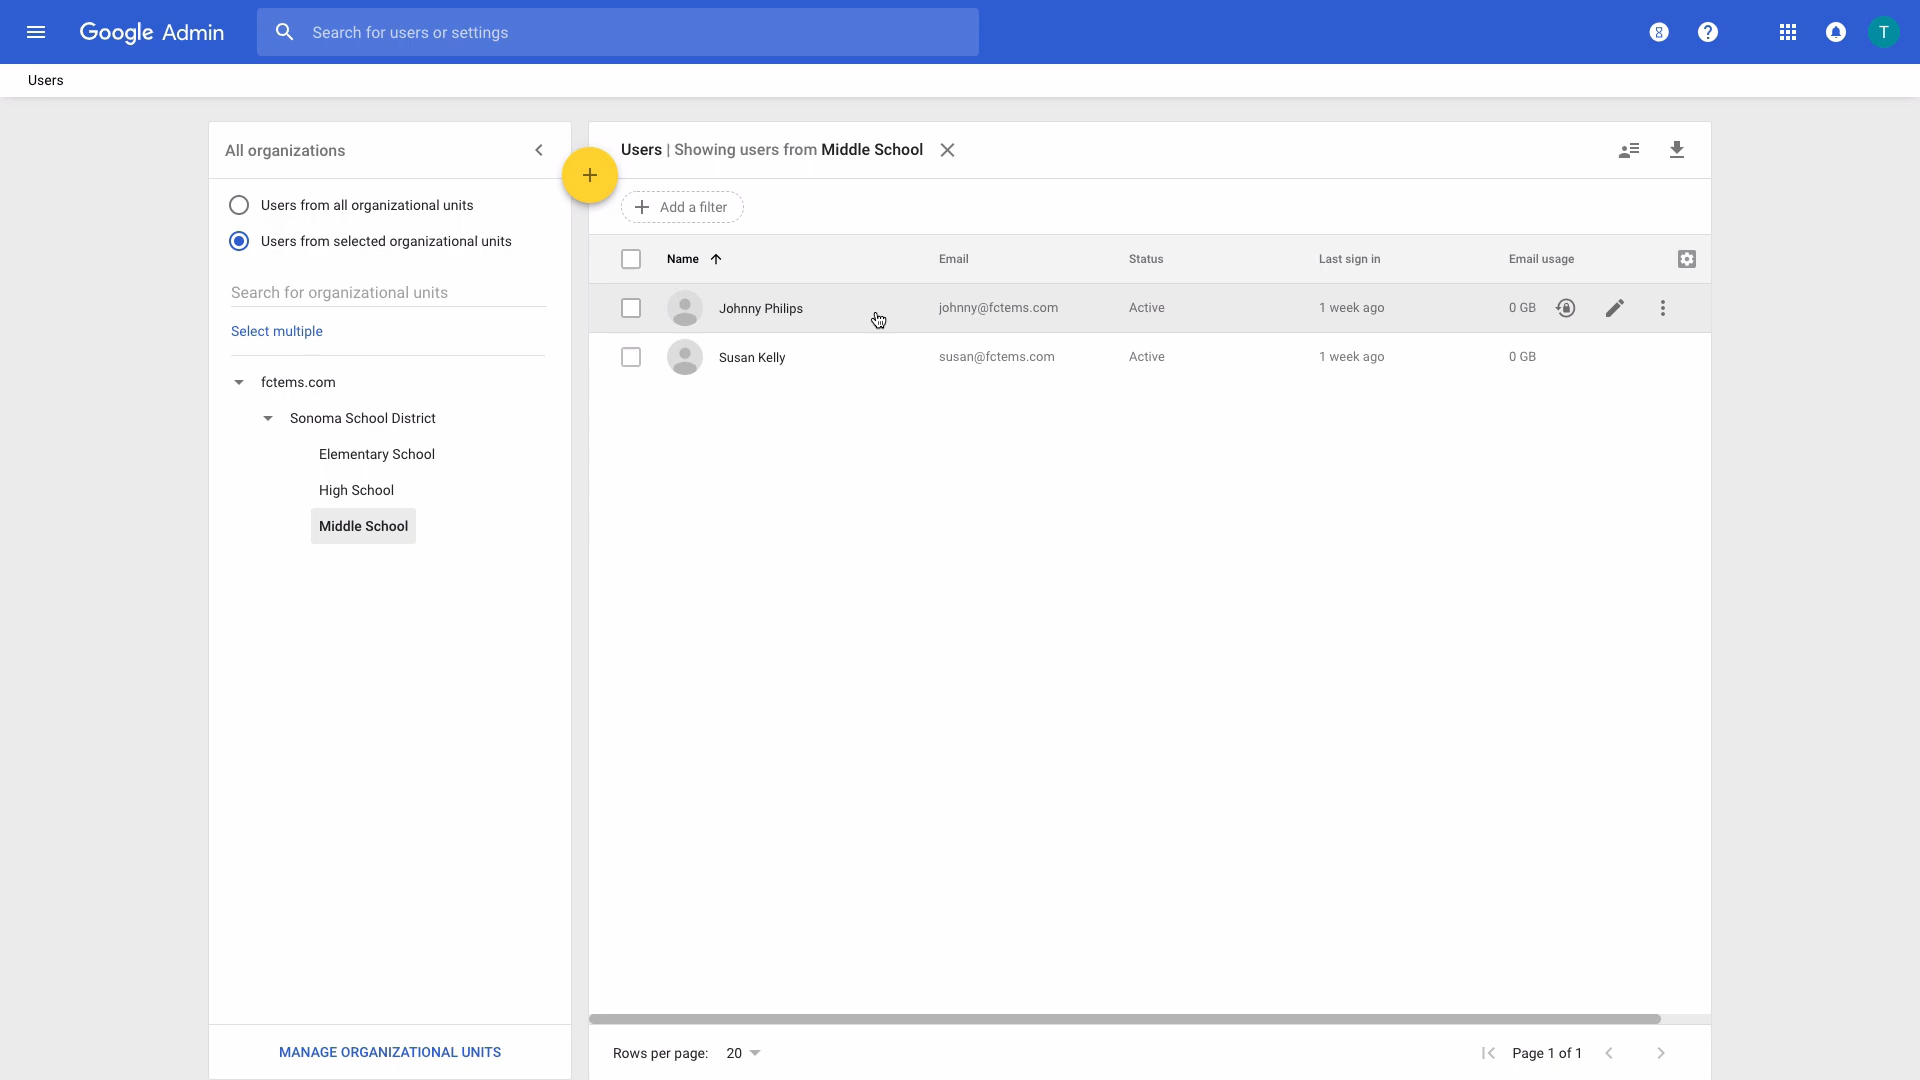 Google Admin
Search for users or settings
T
Users
All organizations
Users from all organizational units
Users from selected organizational units
Search for organizational units
Select multiple
fctems.com
Sonoma School District
Elementary School
High School
Middle School
MANAGE ORGANIZATIONAL UNITS
Users | Showing users from Middle School
Add a filter
Name Email Status Last sign in Email usage
Johnny Philips johnny@fctems.com Active 1 week ago 0 GB
Susan Kelly susan@fctems.com Active 1 week ago 0 GB
Rows per page: 20 Page 1 of 1